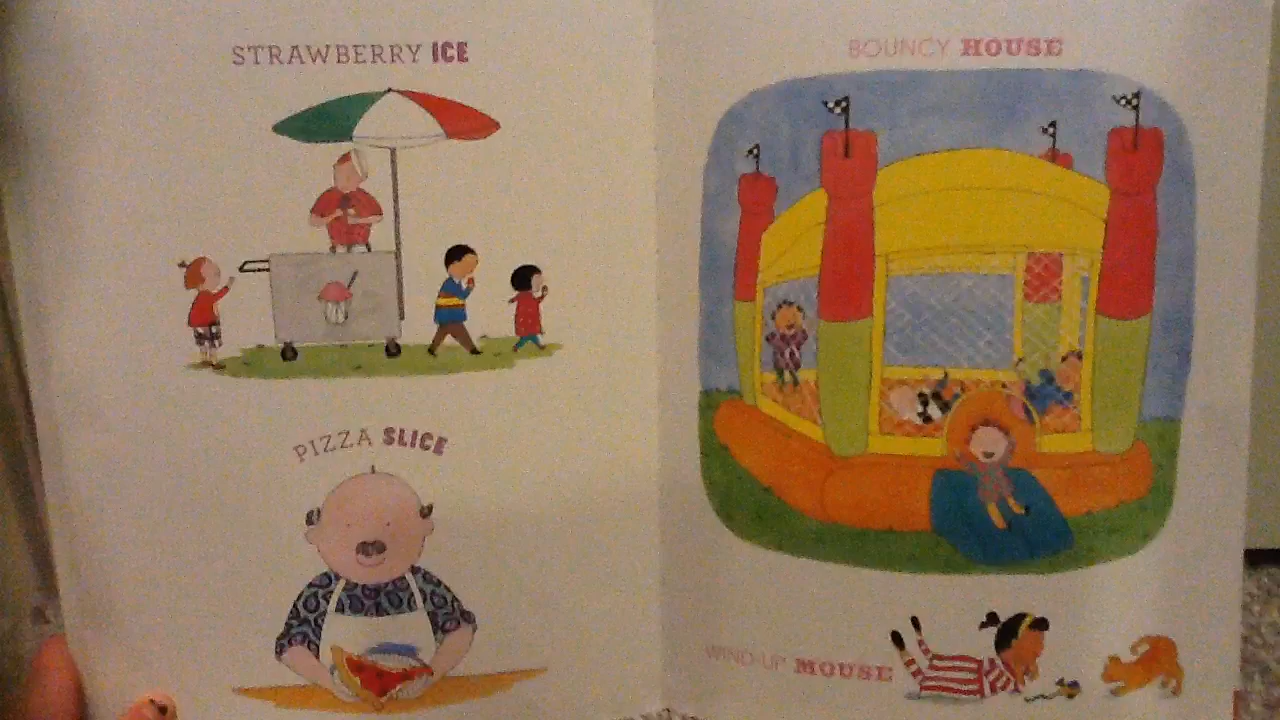 STRAWBERRY ICE
PIZZA SLICE
BOUNCY HOUSE
WIND-UP MOUSE